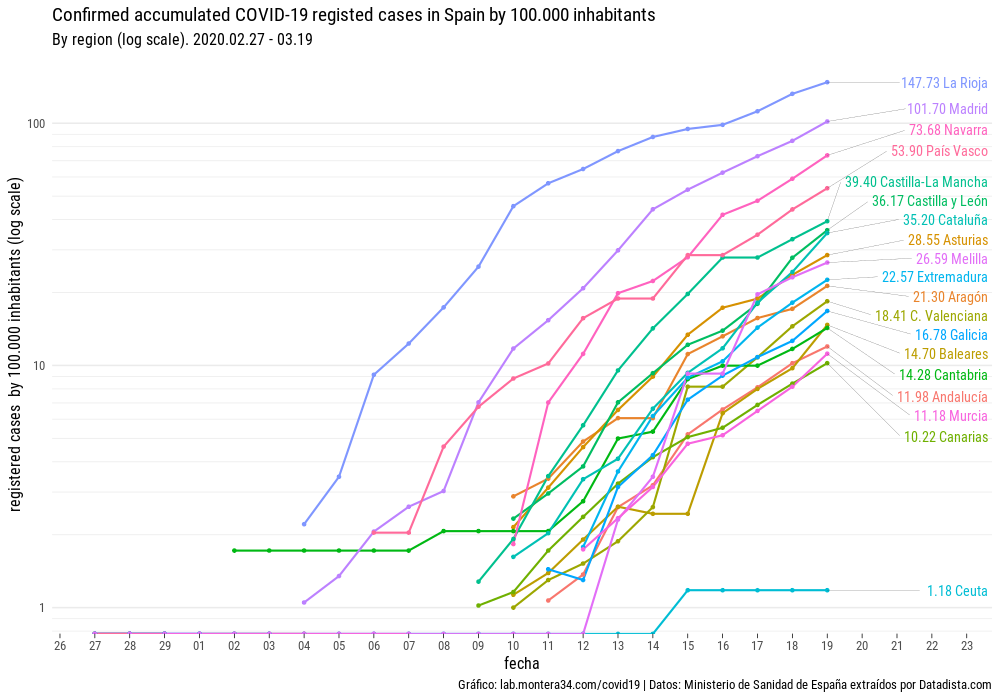 Confirmed accumulated COVID-19 registed cases in Spain by 100.000 inhabitants
By region (log scale). 2020.02.27 - 03.19
registered cases by 100.000 inhabitants (log scale)
100
10
1
147.73 La Rioja
101.70 Madrid
73.68 Navarra
53.90 País Vasco
39.40 Castilla-La Mancha
36.17 Castilla y León
35.20 Cataluña
28.55 Asturias
26.59 Melilla
22.57 Extremadura
21.30 Aragón
18.41 C. Valenciana
16.78 Galicia
14.70 Baleares
14.28 Cantabria
11.98 Andalucía
11.18 Murcia
10.22 Canarias
1.18 Ceuta
26 27 28 29 01 02 03 04 05 06 07 08 09 10 11 12 13 14 15 16 17 18 19 20 21 22 23
fecha
Gráfico: lab.montera34.com/covid19 | Datos: Ministerio de Sanidad de España extraídos por Datadista.com